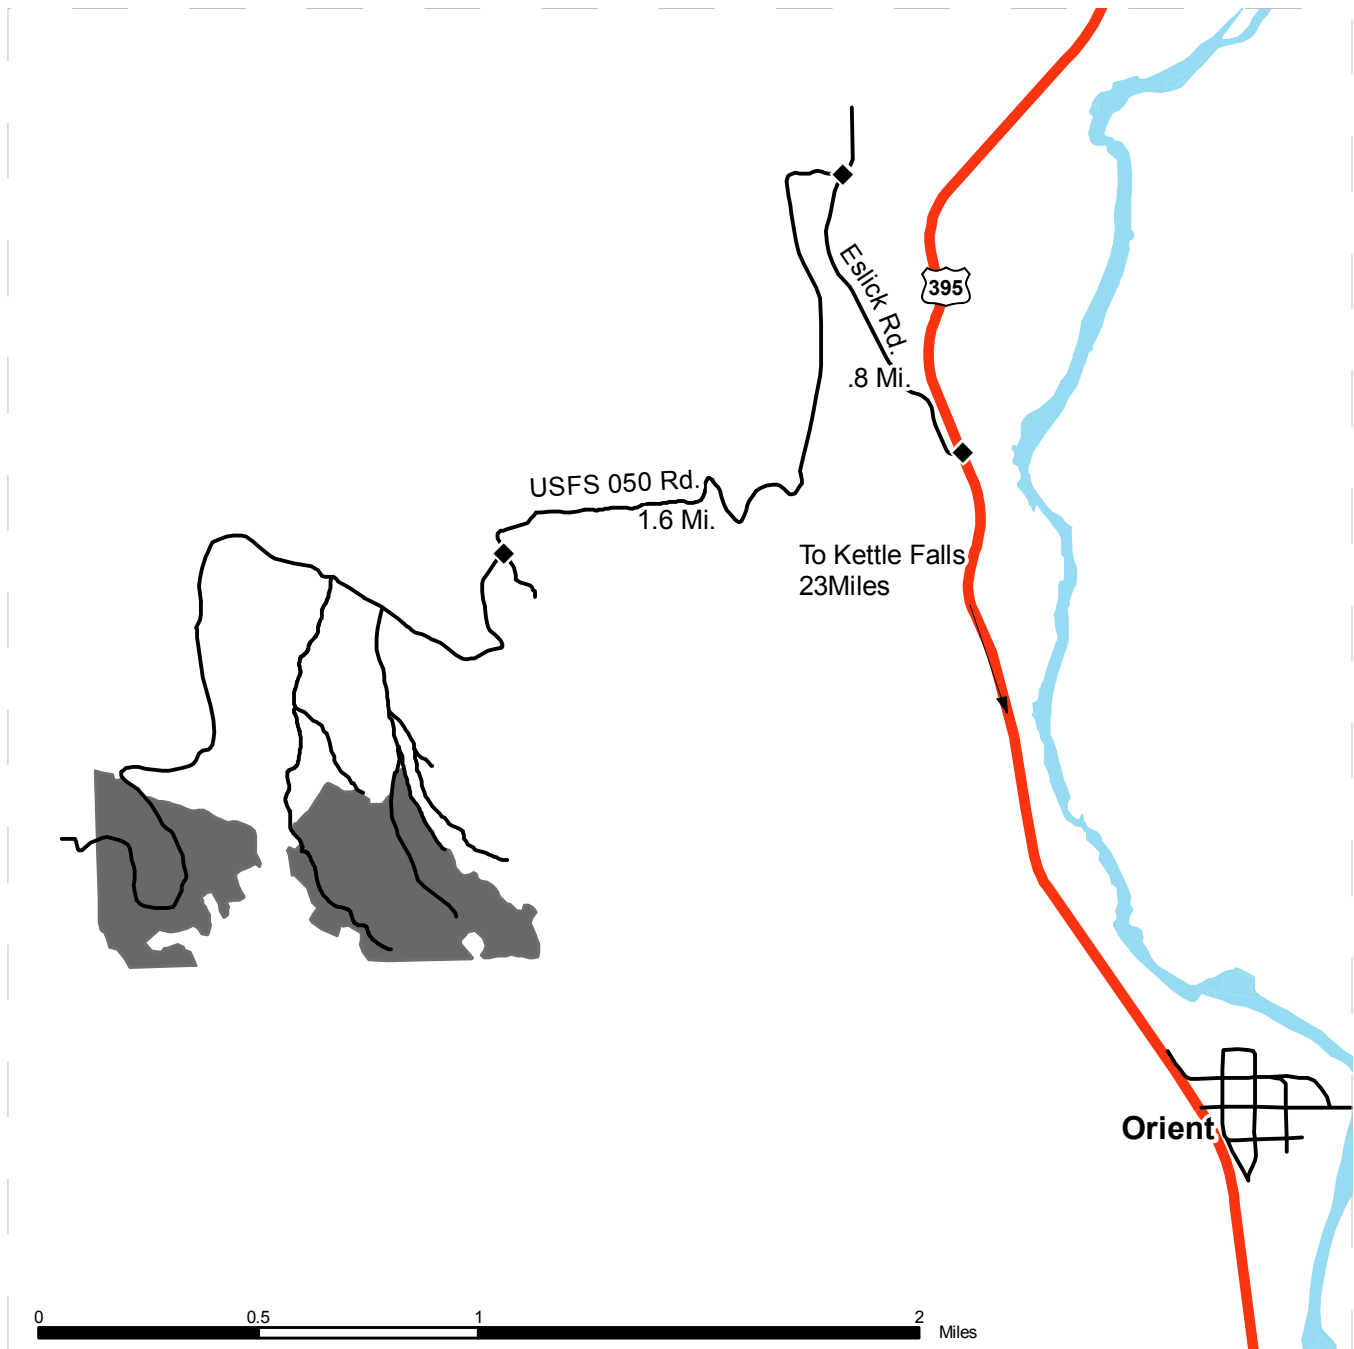 395
Eslick Rd.
.8 Mi.
USFS 050 Rd.
1.6 Mi.
To Kettle Falls
23Miles
Orient
0 0.5 1 2
Miles